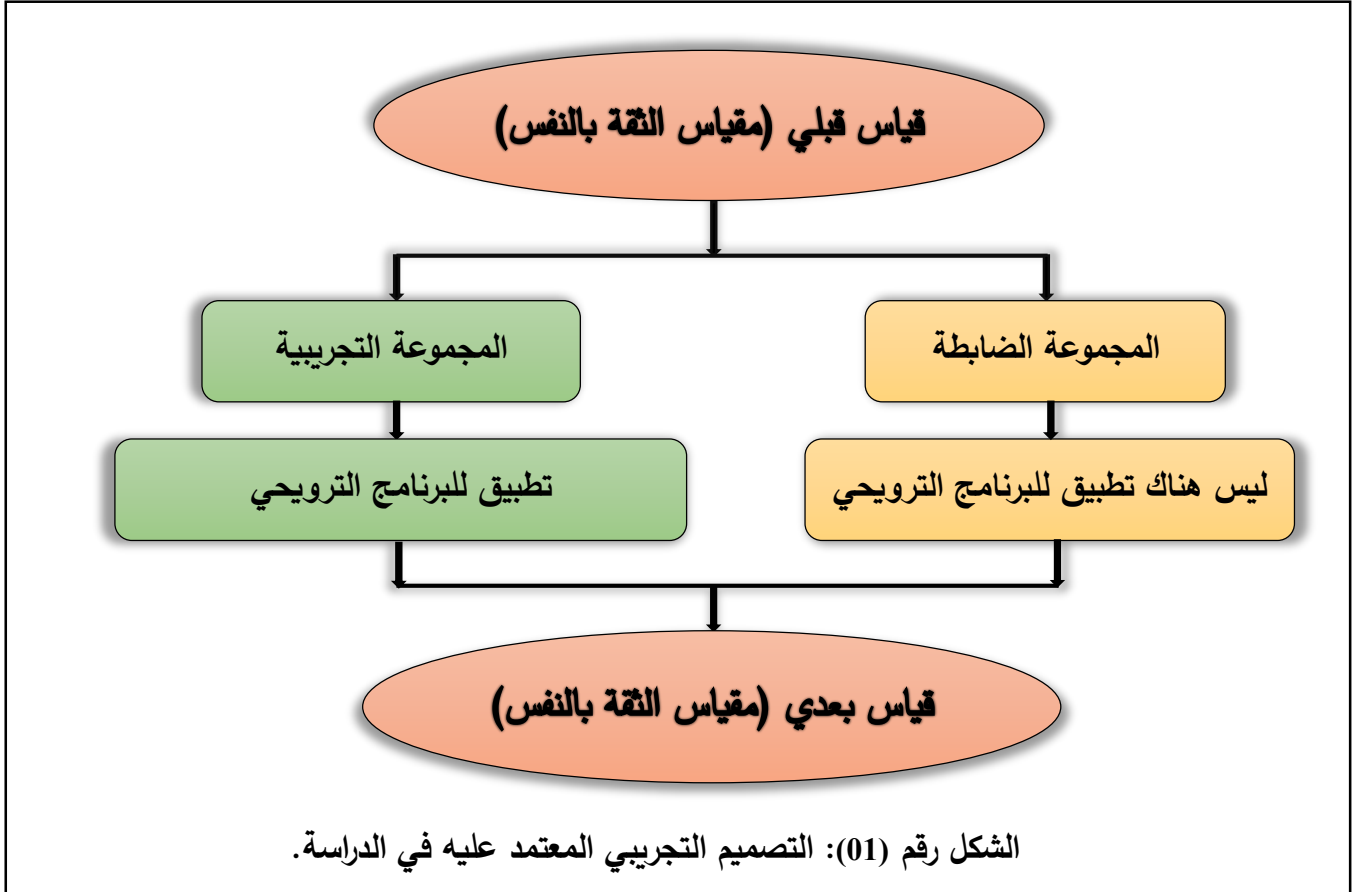 قياس قبلي (مقياس الثقة بالنفس)
المجموعة الضابطة
المجموعة التجريبية
ليس هناك تطبيق للبرنامج الترويحي
تطبيق للبرنامج الترويحي
قياس بعدي (مقياس الثقة بالنفس)
الشكل رقم (01): التصميم التجريبي المعتمد عليه في الدراسة.